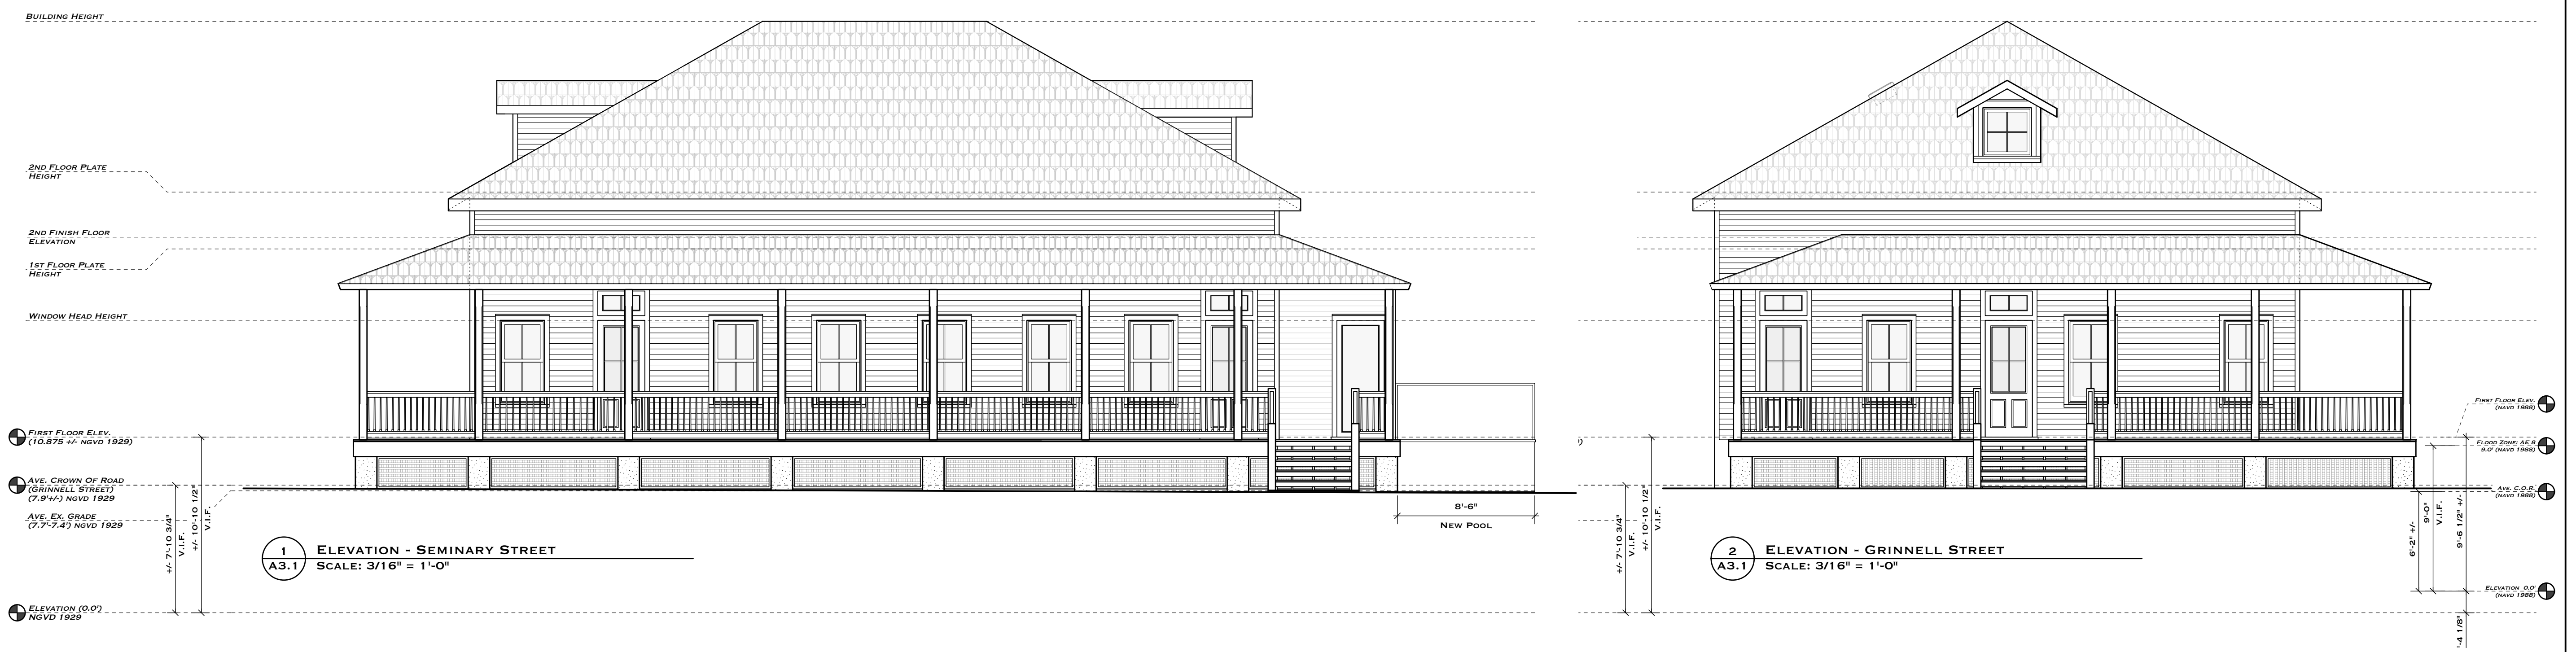 BUILDING HEIGHT
2ND FLOOR PLATE
HEIGHT
2ND FINISH FLOOR
ELEVATION
1ST FLOOR PLATE
HEIGHT
WINDOW HEAD HEIGHT
FIRST FLOOR ELEV.
(10.875 +/- NGVD 1929)
AVE. CROWN OF ROAD
(GRINNELL STREET)
(7.9'+/-) NGVD 1929
AVE. EX. GRADE
(7.7'-7.4') NGVD 1929
ELEVATION (0.0')
NGVD 1929
+/- 7'-10 3/4"
V.I.F.
+/- 10'-10 1/2"
V.I.F.
8'-6"
NEW POOL
1
A3.1
ELEVATION - SEMINARY STREET
SCALE: 3/16" = 1'-0"
+/- 7'-10 3/4"
V.I.F.
+/- 10'-10 1/2"
V.I.F.
2
A3.1
ELEVATION - GRINNELL STREET
SCALE: 3/16" = 1'-0"
FIRST FLOOR ELEV.
(NAVD 1988)
FLOOD ZONE: AE 8
9.0' (NAVD 1988)
AVE. C.O.R.
(NAVD 1988)
ELEVATION 0.0'
(NAVD 1988)
6'-2" +/-
9'-0"
V.I.F.
9'-6 1/2" +/-
-4 1/8"